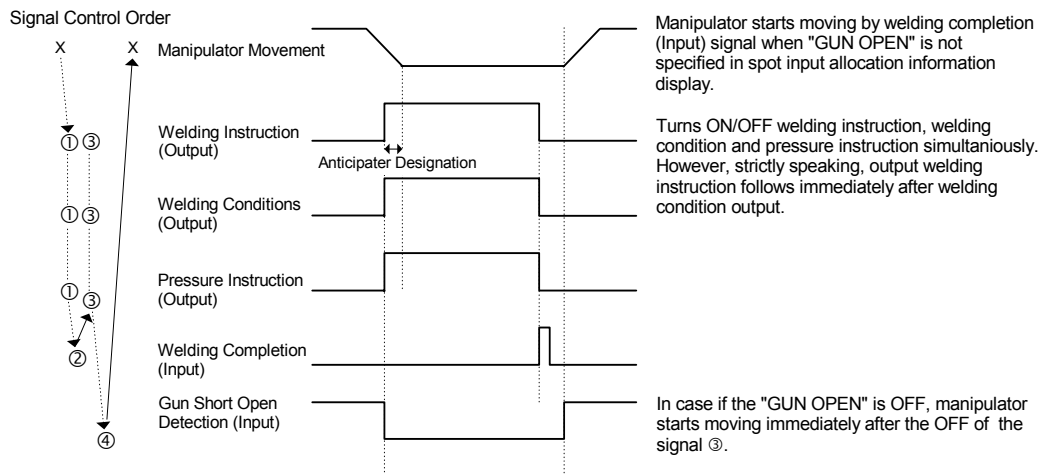 Signal Control Order
X X Manipulator Movement
① ③ Welding Instruction
(Output)
Anticipater Designation
① ③ Welding Conditions
(Output)
① ③ Pressure Instruction
(Output)
② Welding Completion
(Input)
④ Gun Short Open
Detection (Input)
Manipulator starts moving by welding completion
(Input) signal when "GUN OPEN" is not
specified in spot input allocation information
display.
Turns ON/OFF welding instruction, welding
condition and pressure instruction simultaniously.
However, strictly speaking, output welding
instruction follows immediately after welding
condition output.
In case if the "GUN OPEN" is OFF, manipulator
starts moving immediately after the OFF of the
signal ③.